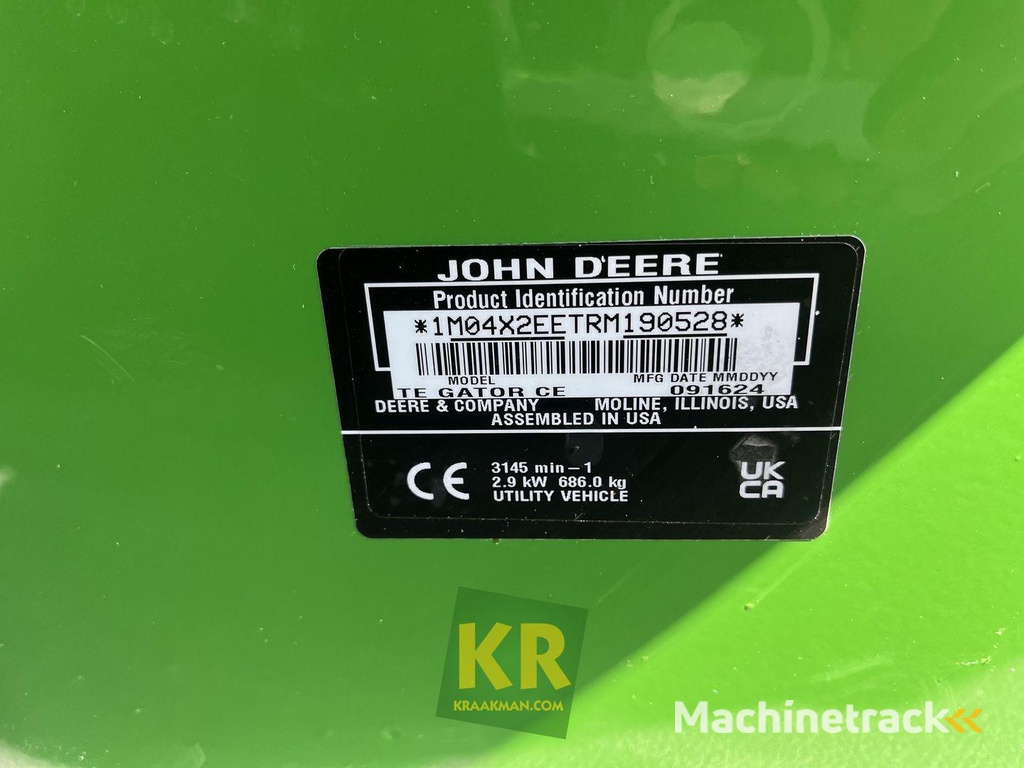 JOHN DEERE
Product Identification Number
*1M04X2EETRM190528*
MODEL MFG DATE MMDDYY
TE GATOR CE 091624
DEERE & COMPANY MOLINE, ILLINOIS, USA
ASSEMBLED IN USA
CE 3145 min-1
2.9 kW 686.0 kg
UTILITY VEHICLE
UK
CA
KR
KRAAKMAN.COM
Machinetrack